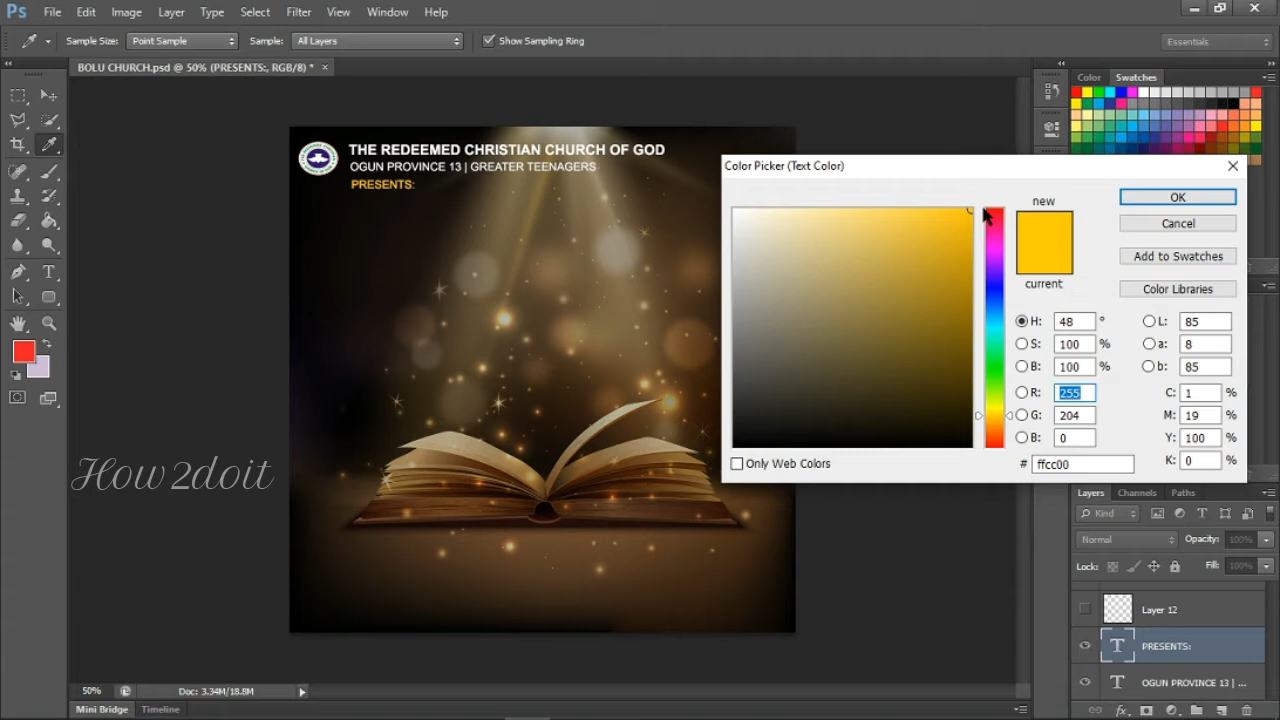 Ps File Edit Image Layer Type Select Filter View Window Help
Sample Size: Point Sample Sample: All Layers Show Sampling Ring Essentials
BOLU CHURCH.psd @ 50% (PRESENTS:, RGB/8) *
Color Swatches
THE REDEEMED CHRISTIAN CHURCH OF GOD
OGUN PROVINCE 13 | GREATER TEENAGERS
PRESENTS:
Color Picker (Text Color)
new
current
OK
Cancel
Add to Swatches
Color Libraries
H: 48 ° L: 85
S: 100 % a: 8
B: 100 % b: 85
R: 255 C: 1 %
G: 204 M: 19 %
B: 0 Y: 100 %
K: 0 %
# ffcc00
Only Web Colors
How 2doit
Layers Channels Paths
Kind
Normal Opacity: 100%
Lock: Fill: 100%
Layer 12
T PRESENTS:
T OGUN PROVINCE 13 | ...
50% Doc: 3.34M/18.8M
Mini Bridge Timeline